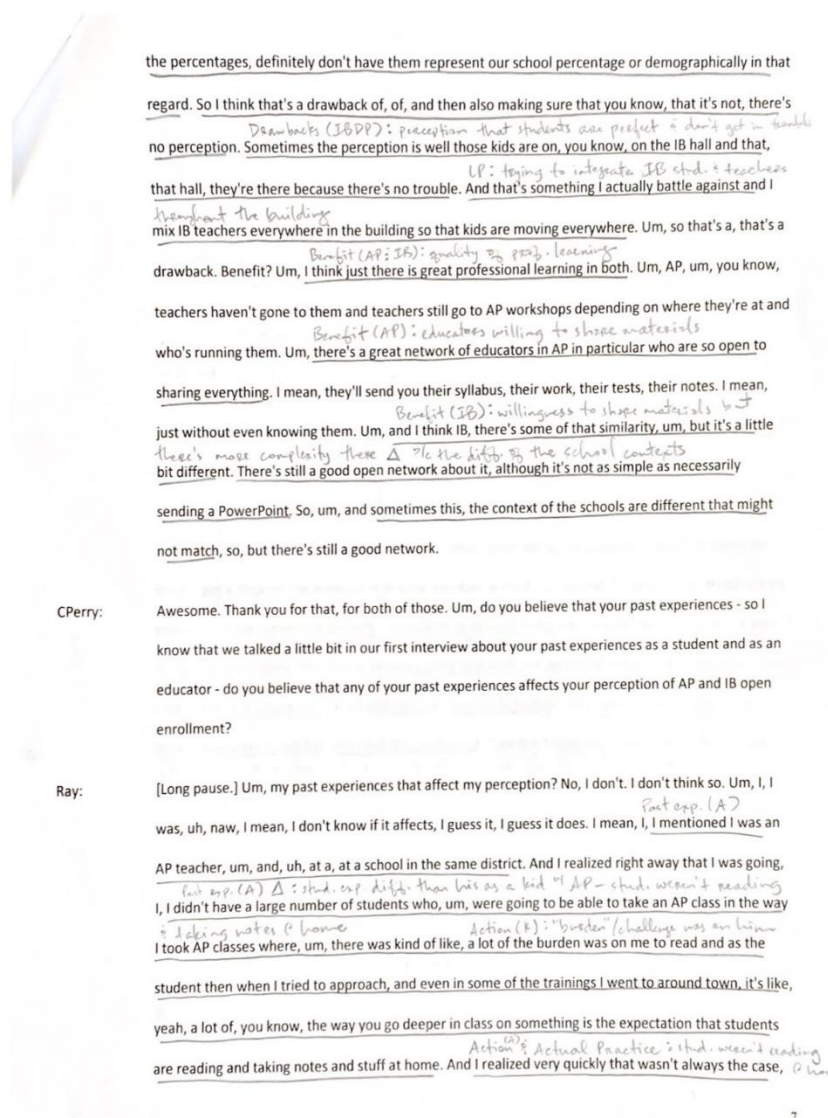 the percentages, definitely don't have them represent our school percentage or demographically in that
regard. So I think that's a drawback of, of, and then also making sure that you know, that it's not, there's
Drawbacks (IBDP): perception that students are perfect & don't get in trouble
no perception. Sometimes the perception is well those kids are on, you know, on the IB hall and that,
LP: trying to integrate IB stud. & teachers
that hall, they're there because there's no trouble. And that's something I actually battle against and I
throughout the building
mix IB teachers everywhere in the building so that kids are moving everywhere. Um, so that's a, that's a
Benefit (AP & IB): quality of prof. learning
drawback. Benefit? Um, I think just there is great professional learning in both. Um, AP, um, you know,
teachers haven't gone to them and teachers still go to AP workshops depending on where they're at and
Benefit (AP): educators willing to share materials
who's running them. Um, there's a great network of educators in AP in particular who are so open to
sharing everything. I mean, they'll send you their syllabus, their work, their tests, their notes. I mean,
Benefit (IB): willingness to share materials but
just without even knowing them. Um, and I think IB, there's some of that similarity, um, but it's a little
there's more complexity there Δ b/c the diff. of the school contexts
bit different. There's still a good open network about it, although it's not as simple as necessarily
sending a PowerPoint. So, um, and sometimes this, the context of the schools are different that might
not match, so, but there's still a good network.
CPerry: Awesome. Thank you for that, for both of those. Um, do you believe that your past experiences - so I
know that we talked a little bit in our first interview about your past experiences as a student and as an
educator - do you believe that any of your past experiences affects your perception of AP and IB open
enrollment?
Ray: [Long pause.] Um, my past experiences that affect my perception? No, I don't. I don't think so. Um, I, I
Past exp. (A)
was, uh, naw, I mean, I don't know if it affects, I guess it, I guess it does. I mean, I, I mentioned I was an
AP teacher, um, and, uh, at a, at a school in the same district. And I realized right away that I was going,
Past exp. (A) Δ: stud. exp diff. than his as a kid w/ AP - stud. weren't reading
I, I didn't have a large number of students who, um, were going to be able to take an AP class in the way
& taking notes @ home Action (R): "burden"/challenge was on him
I took AP classes where, um, there was kind of like, a lot of the burden was on me to read and as the
student then when I tried to approach, and even in some of the trainings I went to around town, it's like,
yeah, a lot of, you know, the way you go deeper in class on something is the expectation that students
Action (A) & Actual Practice: stud. weren't reading
are reading and taking notes and stuff at home. And I realized very quickly that wasn't always the case,